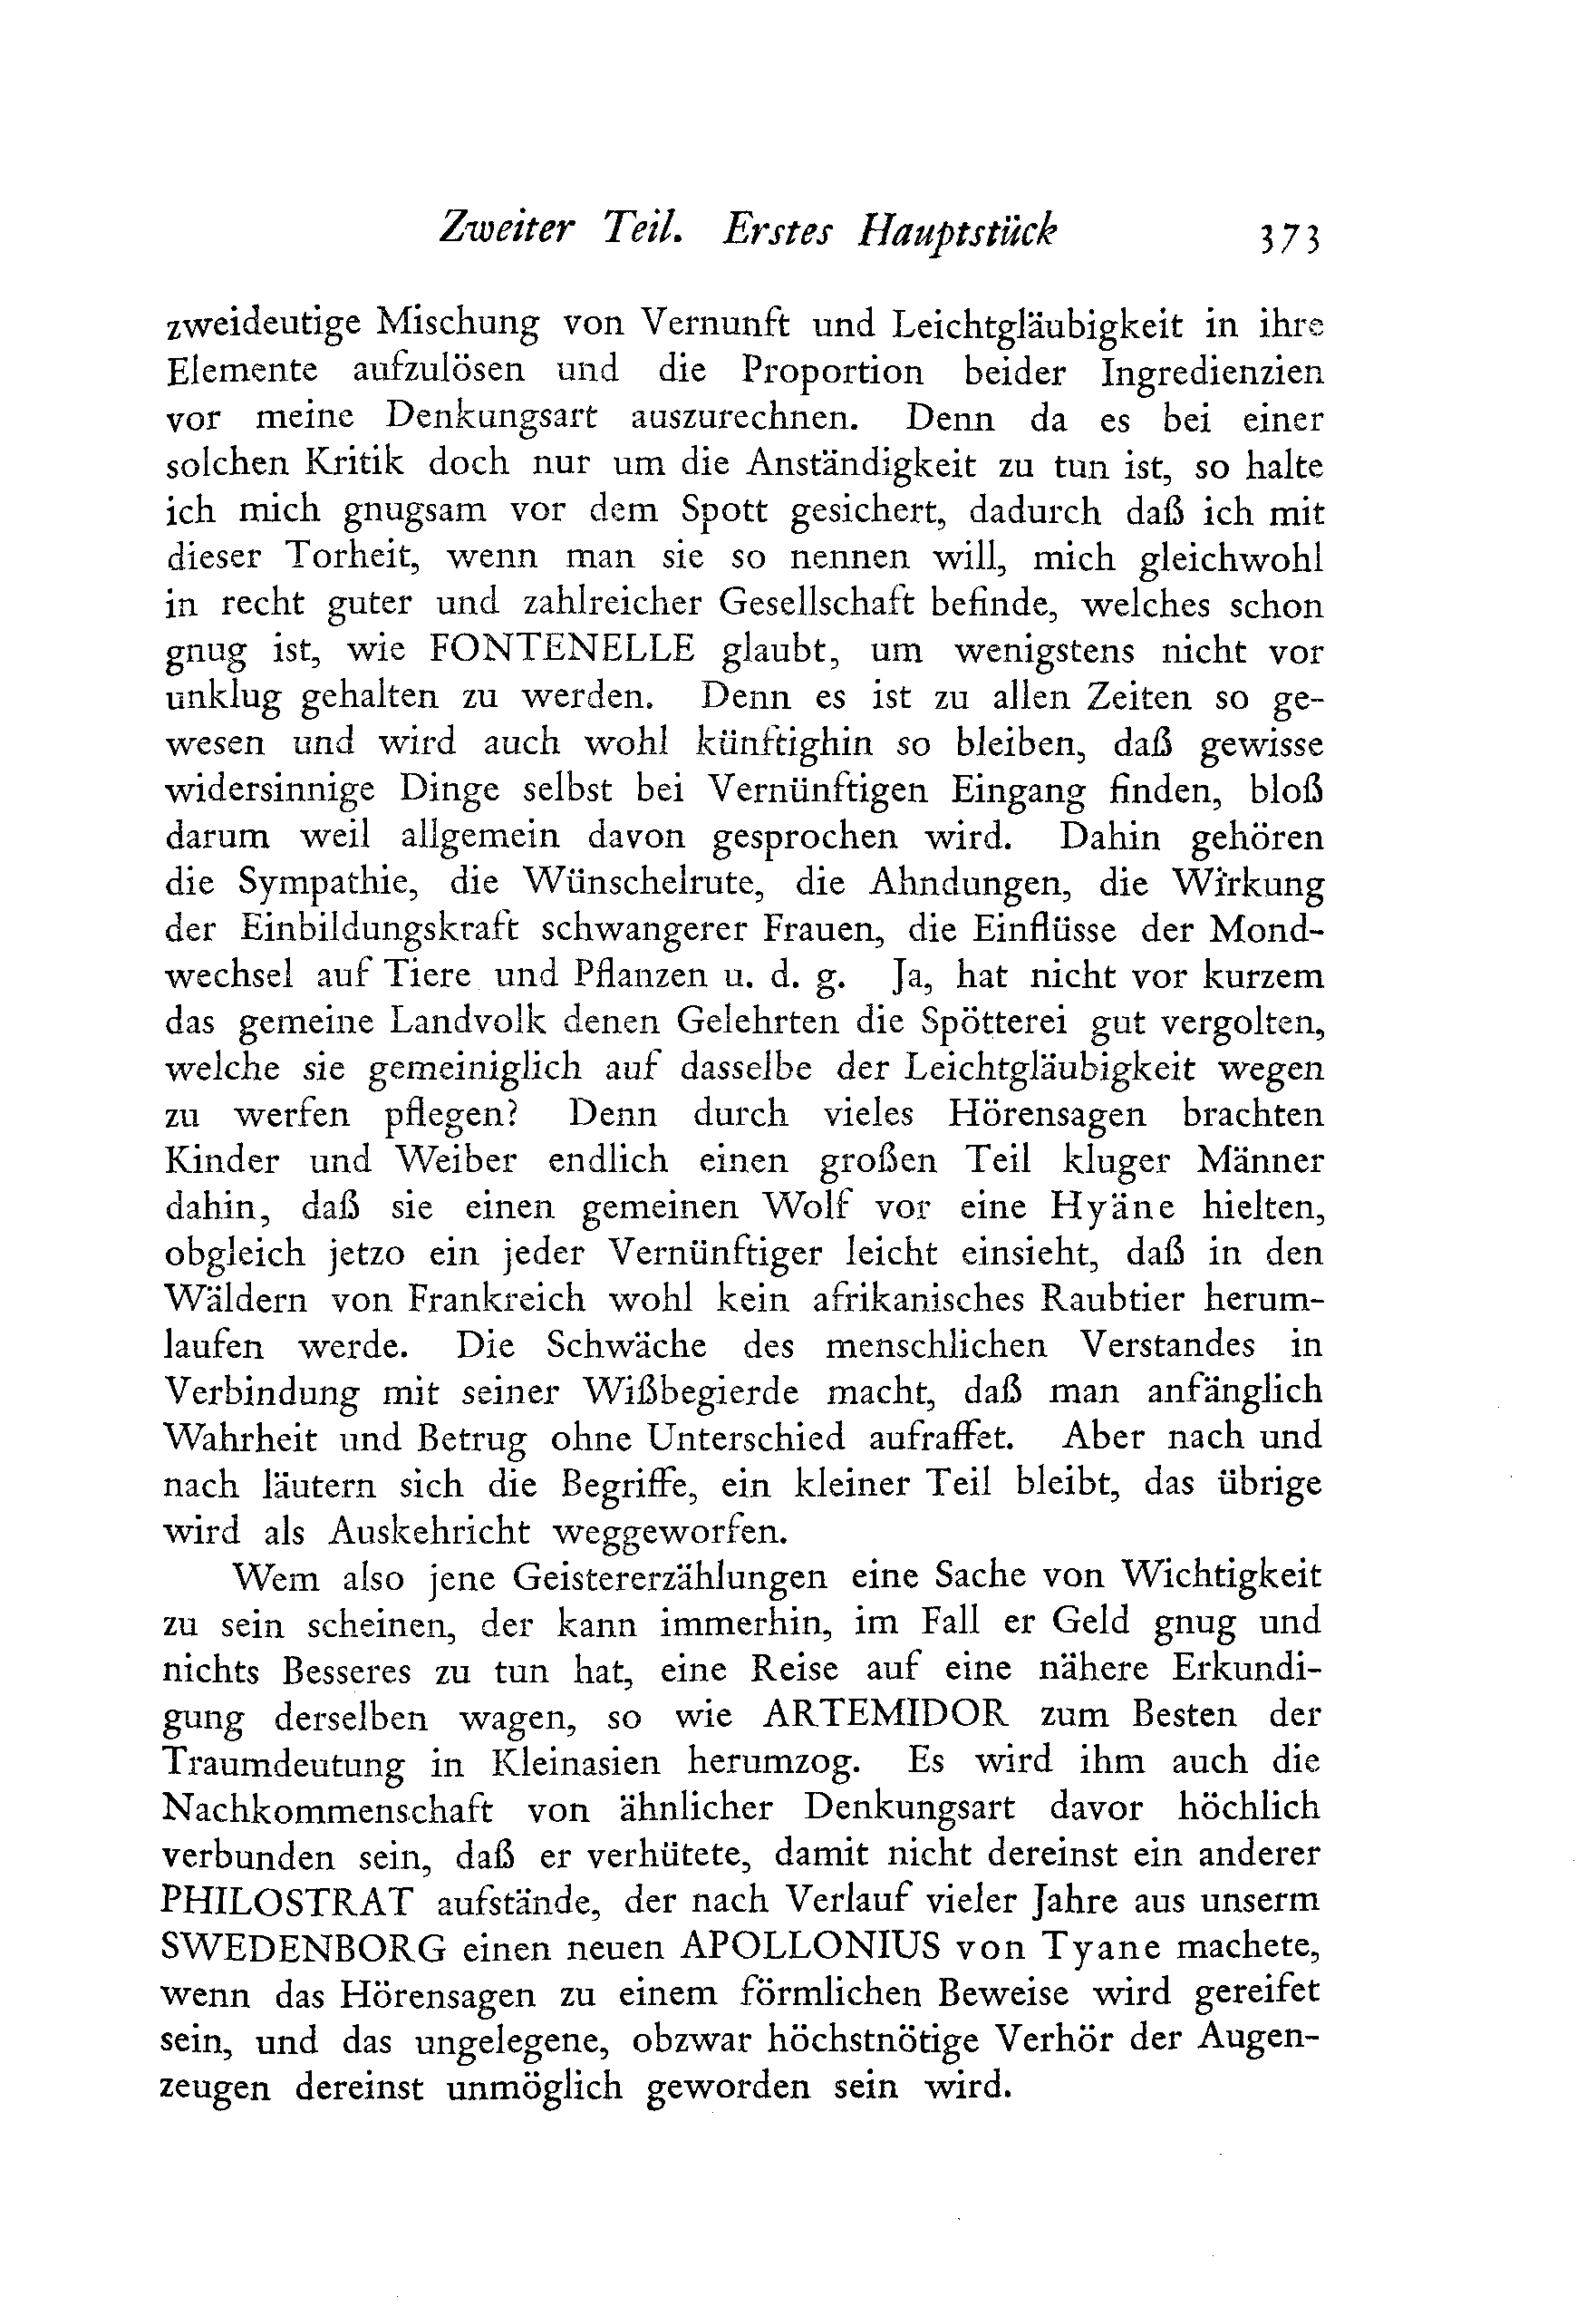 Zweiter Teil. Erstes Hauptstück 373
zweideutige Mischung von Vernunft und Leichtgläubigkeit in ihre
Elemente aufzulösen und die Proportion beider Ingredienzien
vor meine Denkungsart auszurechnen. Denn da es bei einer
solchen Kritik doch nur um die Anständigkeit zu tun ist, so halte
ich mich gnugsam vor dem Spott gesichert, dadurch daß ich mit
dieser Torheit, wenn man sie so nennen will, mich gleichwohl
in recht guter und zahlreicher Gesellschaft befinde, welches schon
gnug ist, wie FONTENELLE glaubt, um wenigstens nicht vor
unklug gehalten zu werden. Denn es ist zu allen Zeiten so ge-
wesen und wird auch wohl künftighin so bleiben, daß gewisse
widersinnige Dinge selbst bei Vernünftigen Eingang finden, bloß
darum weil allgemein davon gesprochen wird. Dahin gehören
die Sympathie, die Wünschelrute, die Ahndungen, die Wirkung
der Einbildungskraft schwangerer Frauen, die Einflüsse der Mond-
wechsel auf Tiere und Pflanzen u. d. g. Ja, hat nicht vor kurzem
das gemeine Landvolk denen Gelehrten die Spötterei gut vergolten,
welche sie gemeiniglich auf dasselbe der Leichtgläubigkeit wegen
zu werfen pflegen? Denn durch vieles Hörensagen brachten
Kinder und Weiber endlich einen großen Teil kluger Männer
dahin, daß sie einen gemeinen Wolf vor eine Hyäne hielten,
obgleich jetzo ein jeder Vernünftiger leicht einsieht, daß in den
Wäldern von Frankreich wohl kein afrikanisches Raubtier herum-
laufen werde. Die Schwäche des menschlichen Verstandes in
Verbindung mit seiner Wißbegierde macht, daß man anfänglich
Wahrheit und Betrug ohne Unterschied aufraffet. Aber nach und
nach läutern sich die Begriffe, ein kleiner Teil bleibt, das übrige
wird als Auskehricht weggeworfen.
Wem also jene Geistererzählungen eine Sache von Wichtigkeit
zu sein scheinen, der kann immerhin, im Fall er Geld gnug und
nichts Besseres zu tun hat, eine Reise auf eine nähere Erkundi-
gung derselben wagen, so wie ARTEMIDOR zum Besten der
Traumdeutung in Kleinasien herumzog. Es wird ihm auch die
Nachkommenschaft von ähnlicher Denkungsart davor höchlich
verbunden sein, daß er verhütete, damit nicht dereinst ein anderer
PHILOSTRAT aufstände, der nach Verlauf vieler Jahre aus unserm
SWEDENBORG einen neuen APOLLONIUS von Tyane machete,
wenn das Hörensagen zu einem förmlichen Beweise wird gereifet
sein, und das ungelegene, obzwar höchstnötige Verhör der Augen-
zeugen dereinst unmöglich geworden sein wird.